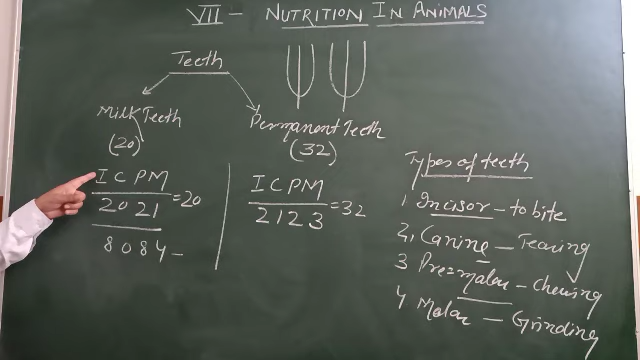 VII - NUTRITION IN ANIMALS
Teeth
Milk Teeth
(20)
I C P M
2 0 2 1 = 20
8 0 8 4 -
Permanent Teeth
(32)
I C P M
2 1 2 3 = 32
Types of teeth
1, Incisor - to bite
2, Canine - Tearing
3 Pre=molar - chewing
4 Molar - Grinding